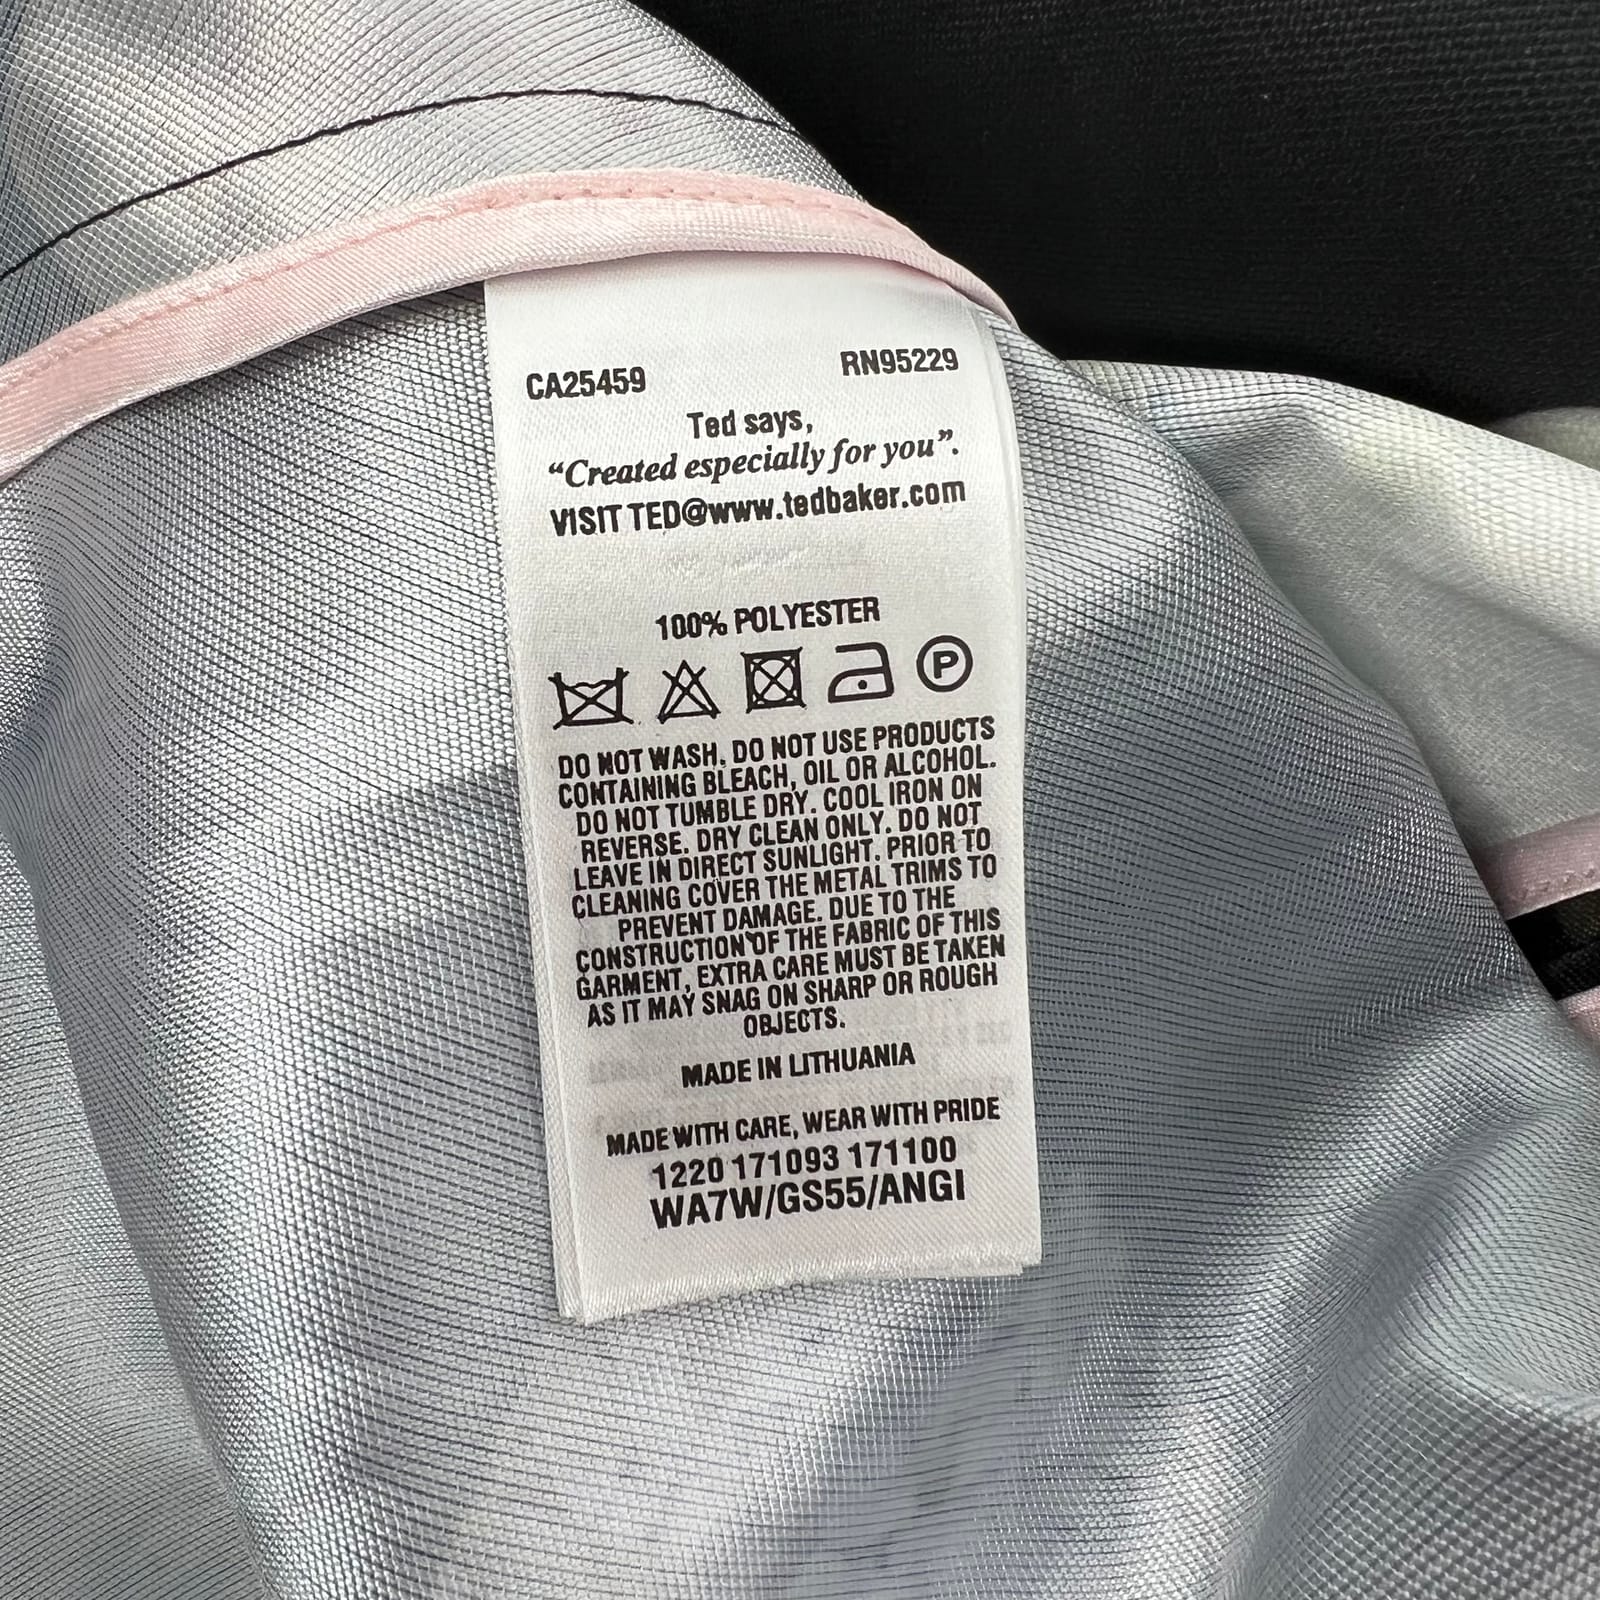 CA25459 RN95229
Ted says,
“Created especially for you”.
VISIT TED@www.tedbaker.com
100% POLYESTER
P
DO NOT WASH. DO NOT USE PRODUCTS
CONTAINING BLEACH, OIL OR ALCOHOL.
DO NOT TUMBLE DRY. COOL IRON ON
REVERSE. DRY CLEAN ONLY. DO NOT
LEAVE IN DIRECT SUNLIGHT. PRIOR TO
CLEANING COVER THE METAL TRIMS TO
PREVENT DAMAGE. DUE TO THE
CONSTRUCTION OF THE FABRIC OF THIS
GARMENT, EXTRA CARE MUST BE TAKEN
AS IT MAY SNAG ON SHARP OR ROUGH
OBJECTS.
MADE IN LITHUANIA
MADE WITH CARE, WEAR WITH PRIDE
1220 171093 171100
WA7W/GS55/ANGI